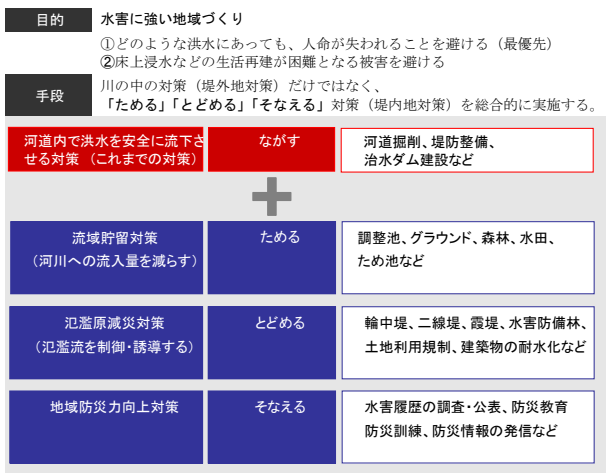 目的 水害に強い地域づくり
①どのような洪水にあっても、人命が失われることを避ける（最優先）
②床上浸水などの生活再建が困難となる被害を避ける
手段 川の中の対策（堤外地対策）だけではなく、
「ためる」「とどめる」「そなえる」対策（堤内地対策）を総合的に実施する。
河道内で洪水を安全に流下さ
せる対策 （これまでの対策）
ながす
河道掘削、堤防整備、
治水ダム建設など
流域貯留対策
（河川への流入量を減らす）
ためる
調整池、グラウンド、森林、水田、
ため池など
氾濫原減災対策
（氾濫流を制御・誘導する）
とどめる
輪中堤、二線堤、霞堤、水害防備林、
土地利用規制、建築物の耐水化など
地域防災力向上対策
そなえる
水害履歴の調査・公表、防災教育
防災訓練、防災情報の発信など